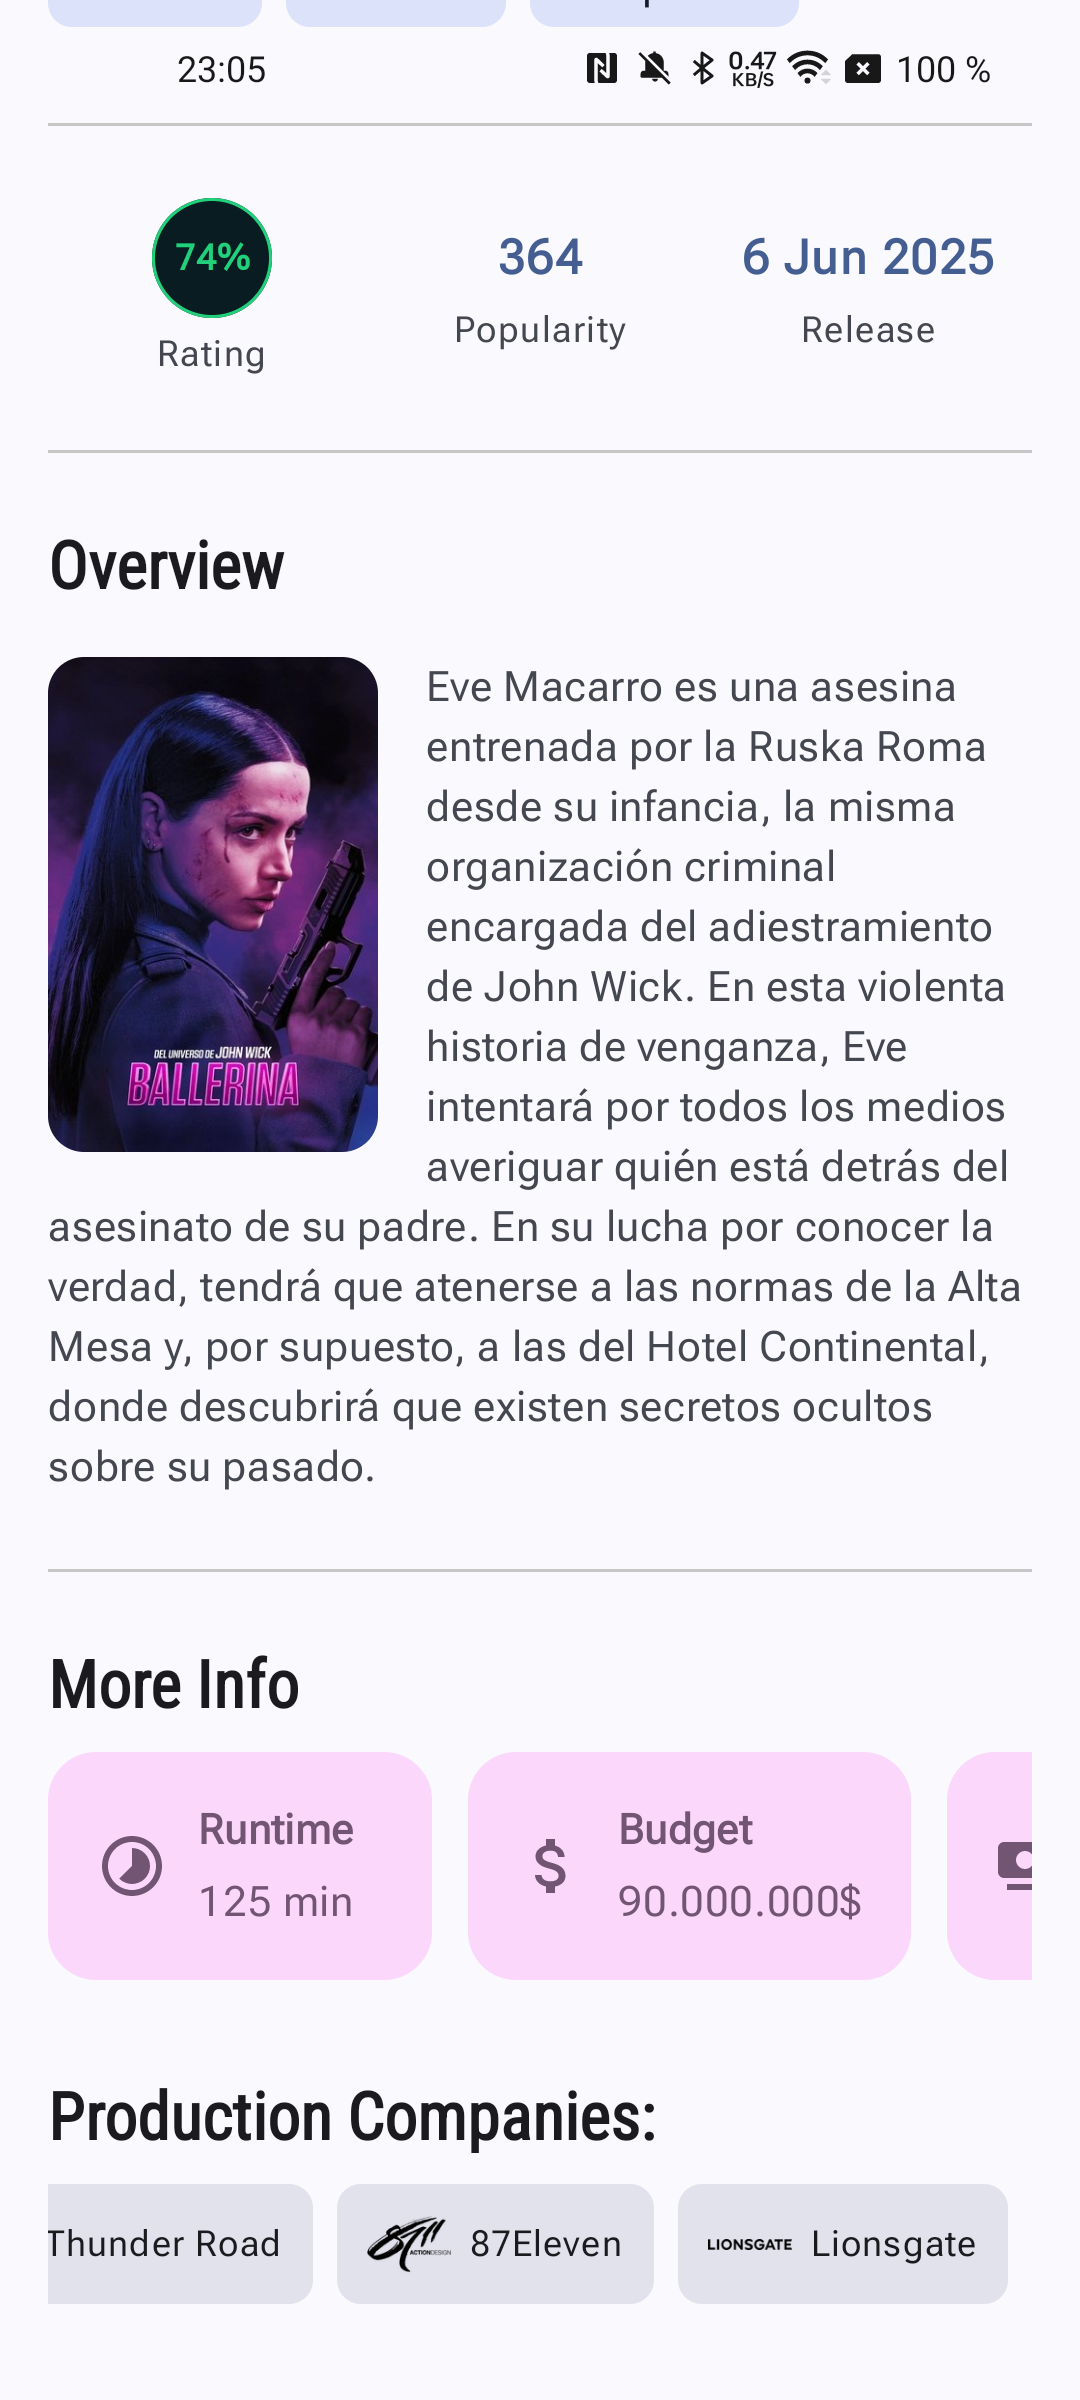 23:05
0.47
KB/S
100 %
74%
Rating
364
Popularity
6 Jun 2025
Release
Overview
Eve Macarro es una asesina
entrenada por la Ruska Roma
desde su infancia, la misma
organización criminal
encargada del adiestramiento
de John Wick. En esta violenta
historia de venganza, Eve
intentará por todos los medios
averiguar quién está detrás del
asesinato de su padre. En su lucha por conocer la
verdad, tendrá que atenerse a las normas de la Alta
Mesa y, por supuesto, a las del Hotel Continental,
donde descubrirá que existen secretos ocultos
sobre su pasado.
DEL UNIVERSO DE JOHN WICK
BALLERINA
More Info
Runtime
125 min
Budget
90.000.000$
Production Companies:
Thunder Road
8711
ACTIONDESIGN
87Eleven
LIONSGATE
Lionsgate